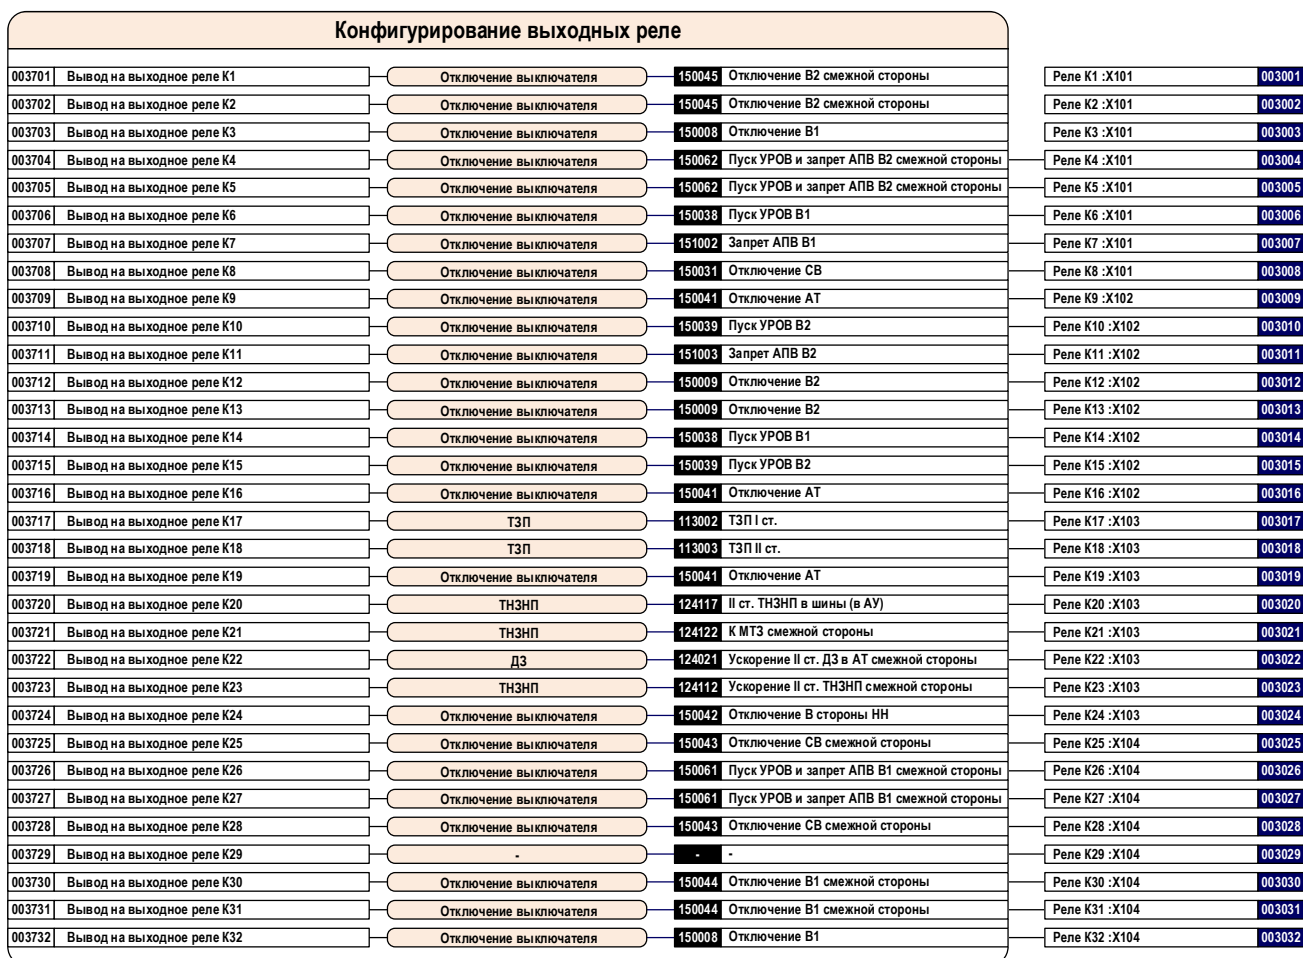 Конфигурирование выходных реле
003701 Вывод на выходное реле К1 Отключение выключателя 150045 Отключение В2 смежной стороны Реле К1 :X101 003001
003702 Вывод на выходное реле К2 Отключение выключателя 150045 Отключение В2 смежной стороны Реле К2 :X101 003002
003703 Вывод на выходное реле К3 Отключение выключателя 150008 Отключение В1 Реле К3 :X101 003003
003704 Вывод на выходное реле К4 Отключение выключателя 150062 Пуск УРОВ и запрет АПВ В2 смежной стороны Реле К4 :X101 003004
003705 Вывод на выходное реле К5 Отключение выключателя 150062 Пуск УРОВ и запрет АПВ В2 смежной стороны Реле К5 :X101 003005
003706 Вывод на выходное реле К6 Отключение выключателя 150038 Пуск УРОВ В1 Реле К6 :X101 003006
003707 Вывод на выходное реле К7 Отключение выключателя 151002 Запрет АПВ В1 Реле К7 :X101 003007
003708 Вывод на выходное реле К8 Отключение выключателя 150031 Отключение СВ Реле К8 :X101 003008
003709 Вывод на выходное реле К9 Отключение выключателя 150041 Отключение АТ Реле К9 :X102 003009
003710 Вывод на выходное реле К10 Отключение выключателя 150039 Пуск УРОВ В2 Реле К10 :X102 003010
003711 Вывод на выходное реле К11 Отключение выключателя 151003 Запрет АПВ В2 Реле К11 :X102 003011
003712 Вывод на выходное реле К12 Отключение выключателя 150009 Отключение В2 Реле К12 :X102 003012
003713 Вывод на выходное реле К13 Отключение выключателя 150009 Отключение В2 Реле К13 :X102 003013
003714 Вывод на выходное реле К14 Отключение выключателя 150038 Пуск УРОВ В1 Реле К14 :X102 003014
003715 Вывод на выходное реле К15 Отключение выключателя 150039 Пуск УРОВ В2 Реле К15 :X102 003015
003716 Вывод на выходное реле К16 Отключение выключателя 150041 Отключение АТ Реле К16 :X102 003016
003717 Вывод на выходное реле К17 ТЗП 113002 ТЗП I ст. Реле К17 :X103 003017
003718 Вывод на выходное реле К18 ТЗП 113003 ТЗП II ст. Реле К18 :X103 003018
003719 Вывод на выходное реле К19 Отключение выключателя 150041 Отключение АТ Реле К19 :X103 003019
003720 Вывод на выходное реле К20 ТНЗНП 124117 II ст. ТНЗНП в шины (в АУ) Реле К20 :X103 003020
003721 Вывод на выходное реле К21 ТНЗНП 124122 К МТЗ смежной стороны Реле К21 :X103 003021
003722 Вывод на выходное реле К22 ДЗ 124021 Ускорение II ст. ДЗ в АТ смежной стороны Реле К22 :X103 003022
003723 Вывод на выходное реле К23 ТНЗНП 124112 Ускорение II ст. ТНЗНП смежной стороны Реле К23 :X103 003023
003724 Вывод на выходное реле К24 Отключение выключателя 150042 Отключение В стороны НН Реле К24 :X103 003024
003725 Вывод на выходное реле К25 Отключение выключателя 150043 Отключение СВ смежной стороны Реле К25 :X104 003025
003726 Вывод на выходное реле К26 Отключение выключателя 150061 Пуск УРОВ и запрет АПВ В1 смежной стороны Реле К26 :X104 003026
003727 Вывод на выходное реле К27 Отключение выключателя 150061 Пуск УРОВ и запрет АПВ В1 смежной стороны Реле К27 :X104 003027
003728 Вывод на выходное реле К28 Отключение выключателя 150043 Отключение СВ смежной стороны Реле К28 :X104 003028
003729 Вывод на выходное реле К29 - - - Реле К29 :X104 003029
003730 Вывод на выходное реле К30 Отключение выключателя 150044 Отключение В1 смежной стороны Реле К30 :X104 003030
003731 Вывод на выходное реле К31 Отключение выключателя 150044 Отключение В1 смежной стороны Реле К31 :X104 003031
003732 Вывод на выходное реле К32 Отключение выключателя 150008 Отключение В1 Реле К32 :X104 003032